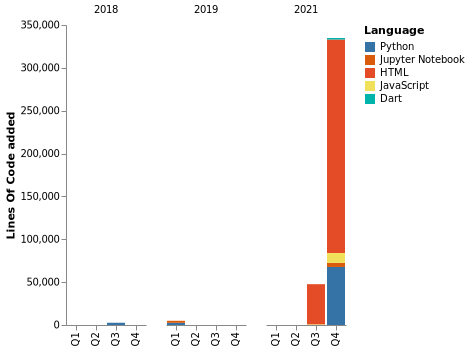 2018 2019 2021
Lines Of Code added
350,000
300,000
250,000
200,000
150,000
100,000
50,000
0
Q1 Q2 Q3 Q4 Q1 Q2 Q3 Q4 Q1 Q2 Q3 Q4
Language
Python
Jupyter Notebook
HTML
JavaScript
Dart